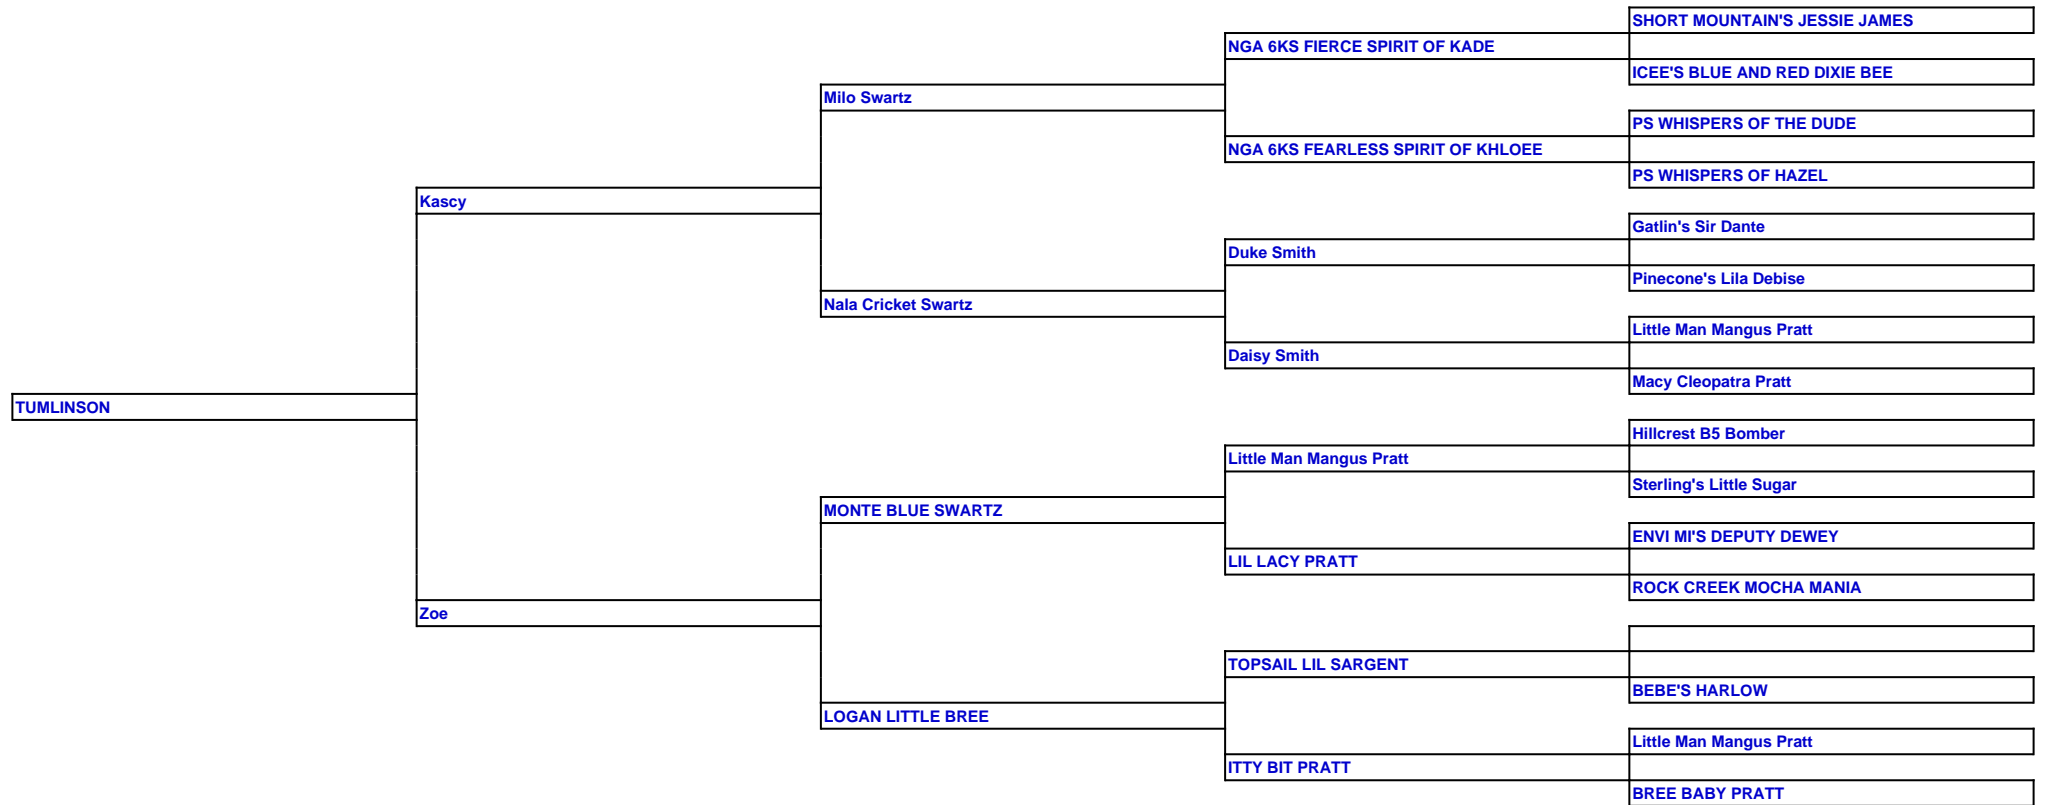 SHORT MOUNTAIN'S JESSIE JAMES
NGA 6KS FIERCE SPIRIT OF KADE
ICEE'S BLUE AND RED DIXIE BEE
Milo Swartz
PS WHISPERS OF THE DUDE
NGA 6KS FEARLESS SPIRIT OF KHLOEE
PS WHISPERS OF HAZEL
Kascy
Gatlin's Sir Dante
Duke Smith
Pinecone's Lila Debise
Nala Cricket Swartz
Little Man Mangus Pratt
Daisy Smith
Macy Cleopatra Pratt
TUMLINSON
Hillcrest B5 Bomber
Little Man Mangus Pratt
Sterling's Little Sugar
MONTE BLUE SWARTZ
ENVI MI'S DEPUTY DEWEY
LIL LACY PRATT
ROCK CREEK MOCHA MANIA
Zoe
TOPSAIL LIL SARGENT
BEBE'S HARLOW
LOGAN LITTLE BREE
Little Man Mangus Pratt
ITTY BIT PRATT
BREE BABY PRATT